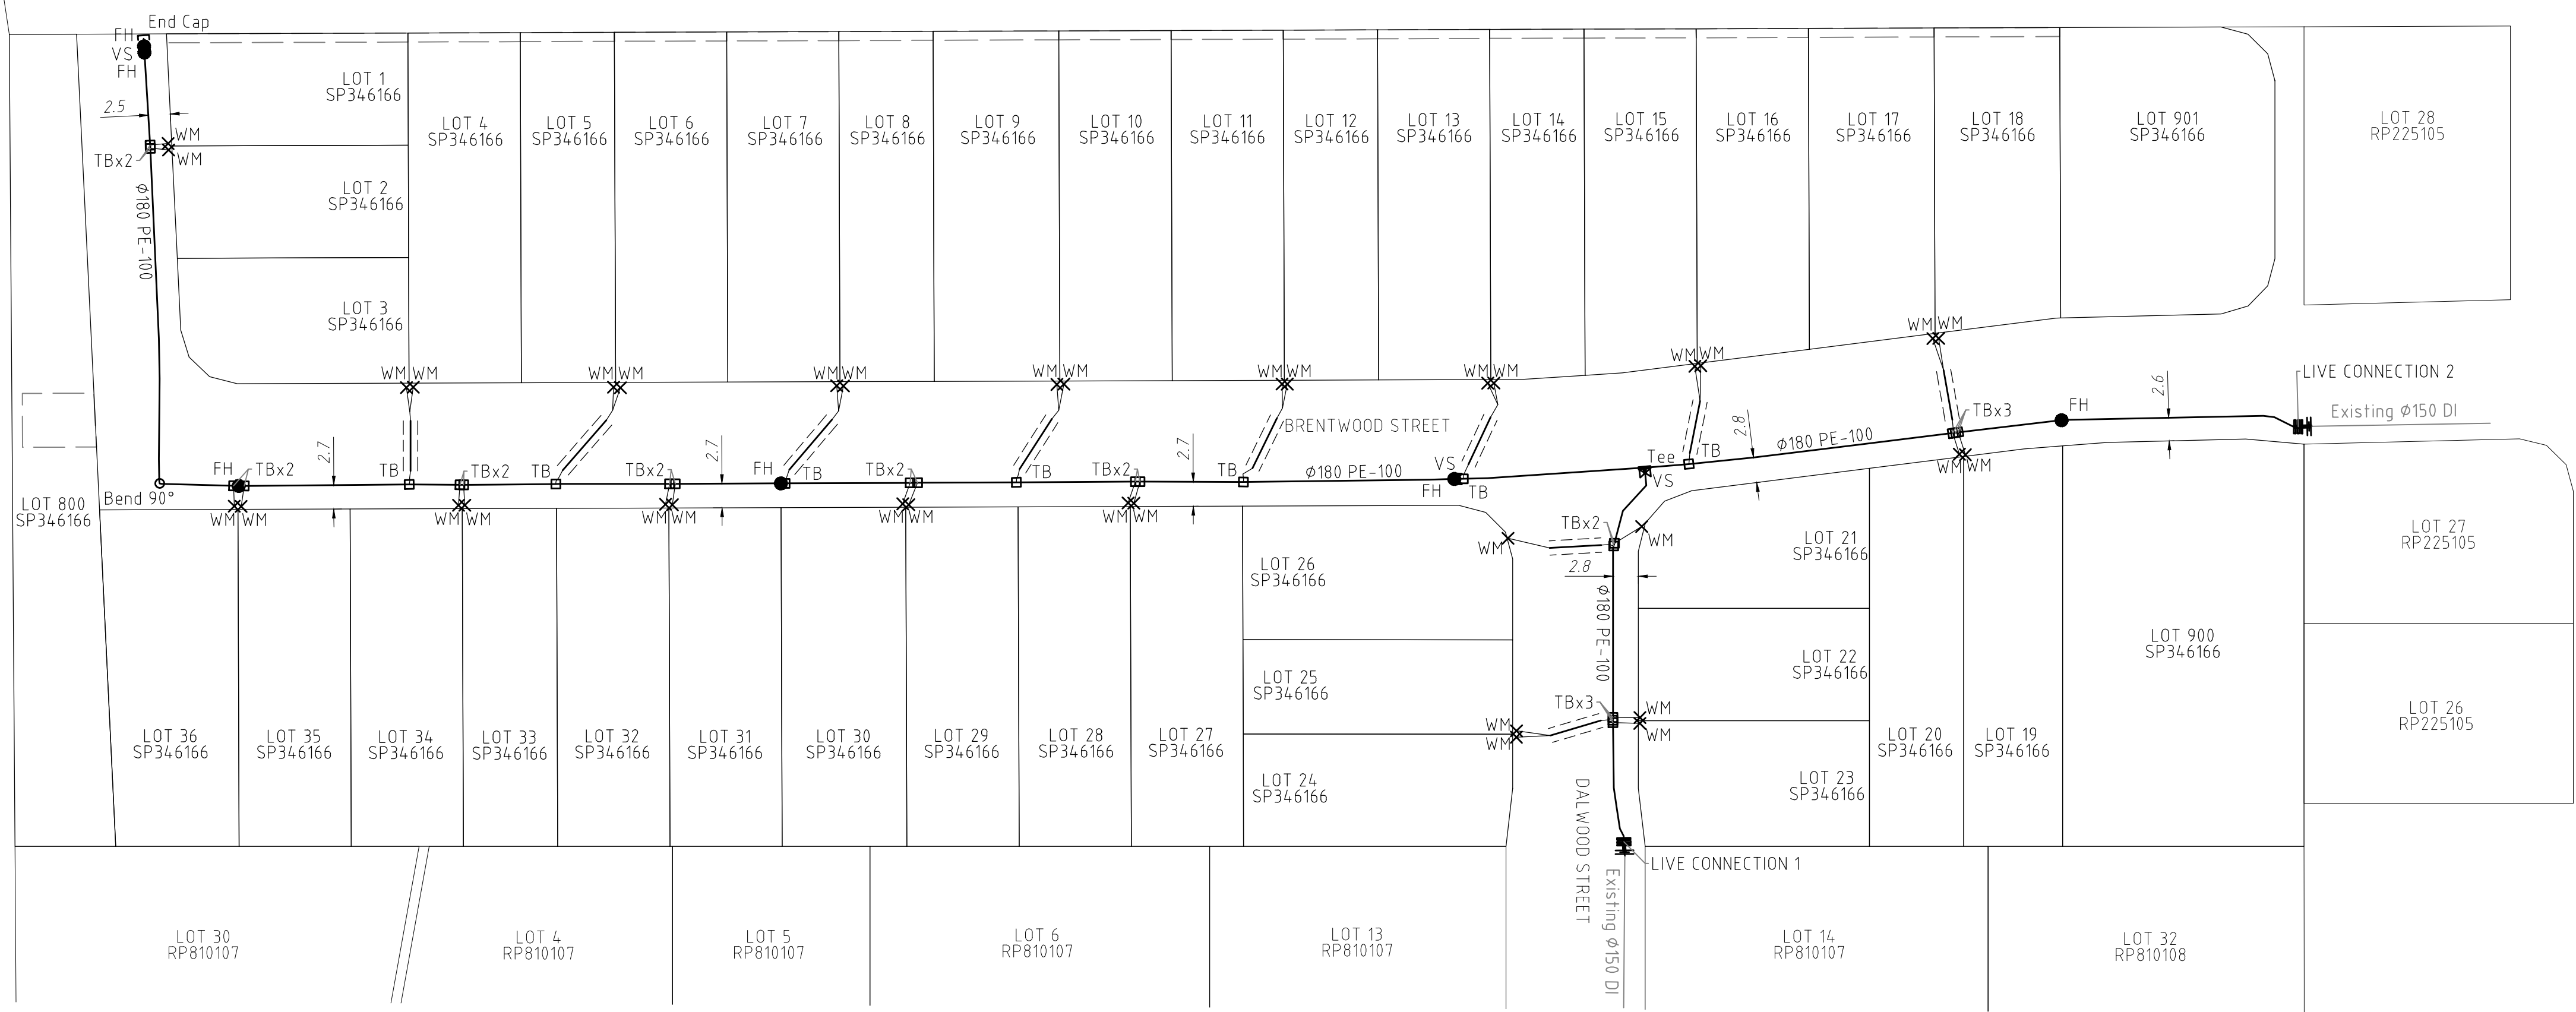 End Cap
FH
VS
FH
2.5
WM
WM
TBx2
Ø180 PE-100
LOT 1
SP346166
LOT 2
SP346166
LOT 3
SP346166
LOT 4
SP346166
LOT 5
SP346166
LOT 6
SP346166
LOT 7
SP346166
LOT 8
SP346166
LOT 9
SP346166
LOT 10
SP346166
LOT 11
SP346166
LOT 12
SP346166
LOT 13
SP346166
LOT 14
SP346166
LOT 15
SP346166
LOT 16
SP346166
LOT 17
SP346166
LOT 18
SP346166
LOT 901
SP346166
LOT 28
RP225105
WM WM
WM WM
WM WM
WM WM
WM WM
WM WM
WM WM
WM WM
LIVE CONNECTION 2
Existing Ø150 DI
BRENTWOOD STREET
2.7
2.7
2.7
2.8
2.6
Ø180 PE-100
Ø180 PE-100
TBx3
FH
Bend 90°
FH
TBx2
TB
TBx2
TB
TBx2
FH
TB
TBx2
TB
TBx2
TB
VS
FH
TB
Tee
VS
TB
WM WM
WM WM
WM WM
WM WM
WM WM
WM WM
LOT 800
SP346166
TBx2
WM
WM
2.8
Ø180 PE-100
TBx3
WM
WM
WM
WM
LOT 26
SP346166
LOT 25
SP346166
LOT 24
SP346166
LOT 21
SP346166
LOT 22
SP346166
LOT 23
SP346166
LOT 36
SP346166
LOT 35
SP346166
LOT 34
SP346166
LOT 33
SP346166
LOT 32
SP346166
LOT 31
SP346166
LOT 30
SP346166
LOT 29
SP346166
LOT 28
SP346166
LOT 27
SP346166
LOT 20
SP346166
LOT 19
SP346166
LOT 900
SP346166
LOT 27
RP225105
LOT 26
RP225105
DALWOOD STREET
Existing Ø150 DI
LIVE CONNECTION 1
LOT 30
RP810107
LOT 4
RP810107
LOT 5
RP810107
LOT 6
RP810107
LOT 13
RP810107
LOT 14
RP810107
LOT 32
RP810108